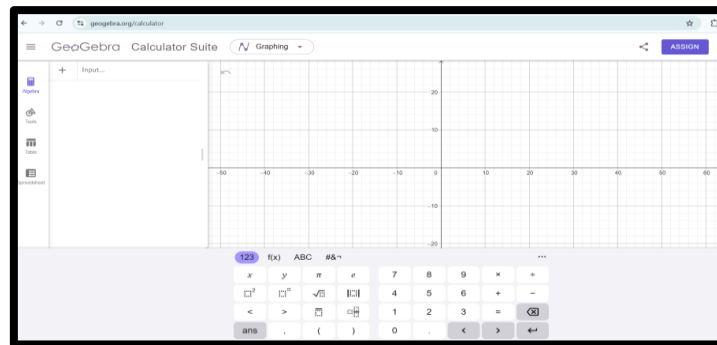 geogebra.org/calculator
GeoGebra Calculator Suite Graphing ASSIGN
+ Input...
Algebra
Tools
Table
Spreadsheet
20
10
-50 -40 -30 -20 -10 0 10 20 30 40 50 60
-10
-20
123 f(x) ABC #&¬ ...
x y π e 7 8 9 × ÷
4 5 6 + −
< > 1 2 3 =
ans , ( ) 0 . < >